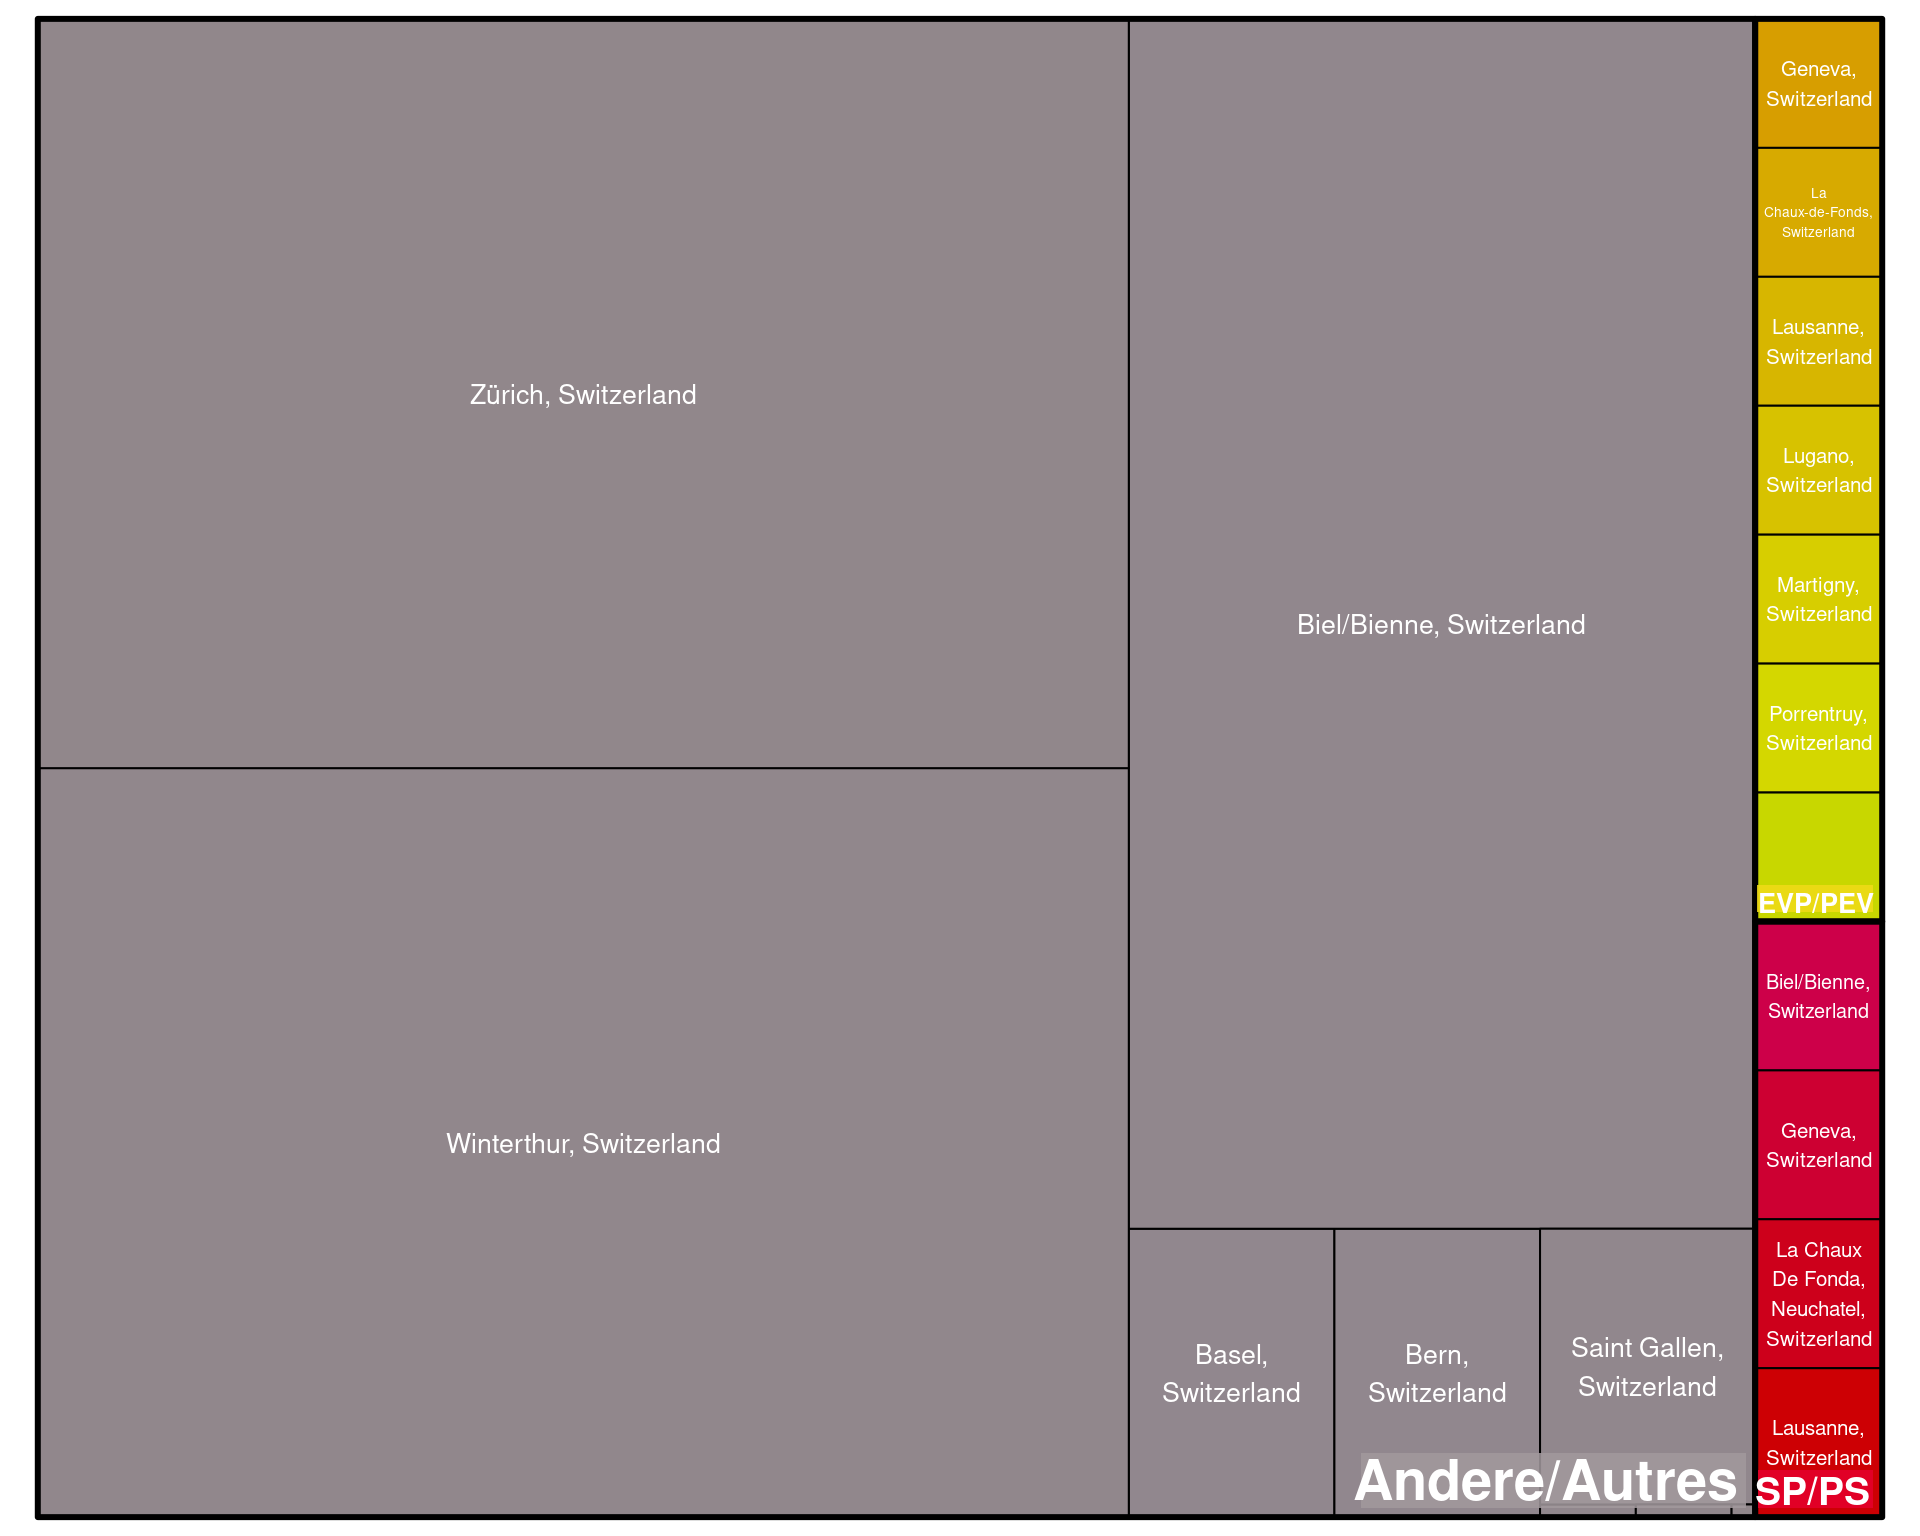 Zürich, Switzerland
Winterthur, Switzerland
Biel/Bienne, Switzerland
Basel,
Switzerland
Bern,
Switzerland
Saint Gallen,
Switzerland
Andere/Autres
Geneva,
Switzerland
La
Chaux-de-Fonds,
Switzerland
Lausanne,
Switzerland
Lugano,
Switzerland
Martigny,
Switzerland
Porrentruy,
Switzerland
EVP/PEV
Biel/Bienne,
Switzerland
Geneva,
Switzerland
La Chaux
De Fonda,
Neuchatel,
Switzerland
Lausanne,
Switzerland
SP/PS